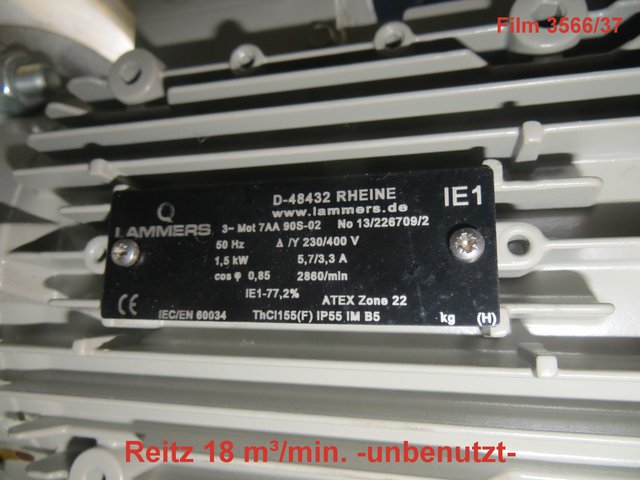 Film 3566/37
D-48432 RHEINE
www.lammers.de
IE1
LAMMERS
3~ Mot 7AA 90S-02 No 13/226709/2
50 Hz Δ/Y 230/400 V
1,5 kW 5,7/3,3 A
cos φ 0,85 2860/min
IE1-77,2%
ATEX Zone 22
CE IEC/EN 60034 ThCl155(F) IP55 IM B5 kg (H)
Reitz 18 m³/min. -unbenutzt-